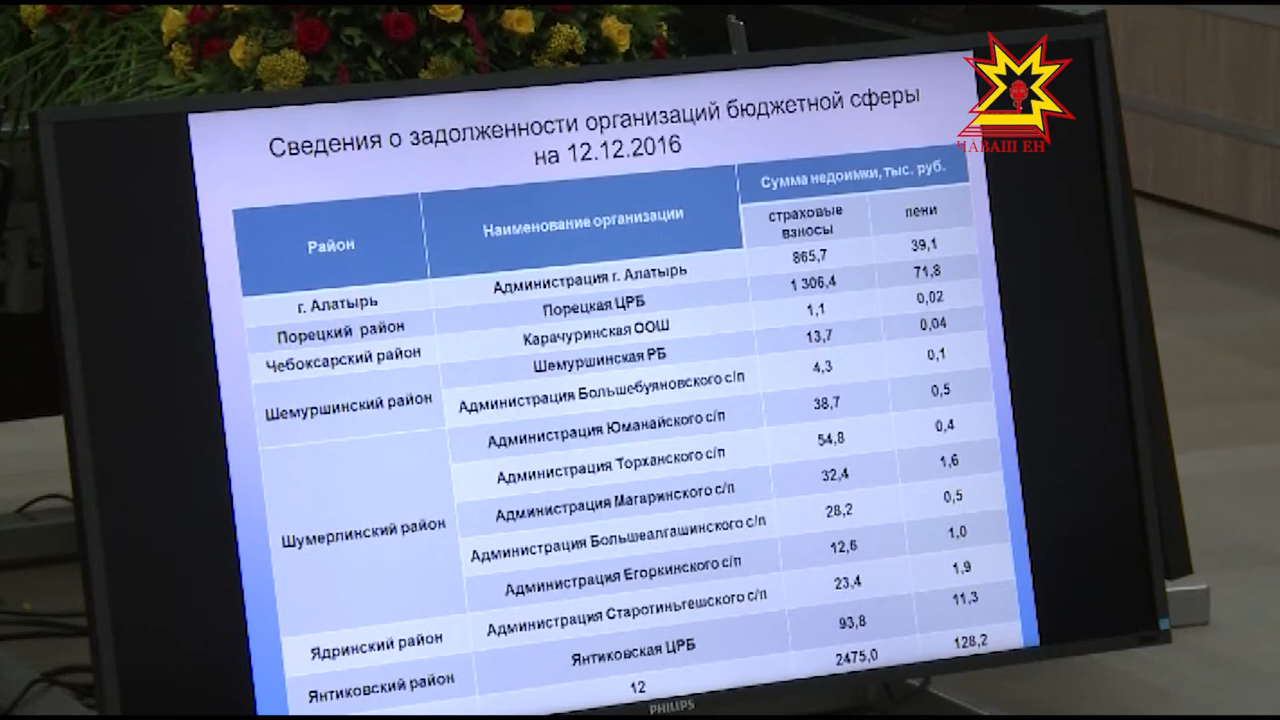 ЧӐВАШ ЕН
Сведения о задолженности организаций бюджетной сферы
на 12.12.2016
Район Наименование организации Сумма недоимки, тыс. руб.
страховые взносы пени
г. Алатырь Администрация г. Алатырь 865,7 39,1
Порецкий район Порецкая ЦРБ 1 306,4 71,8
Чебоксарский район Карачуринская ООШ 1,1 0,02
Шемуршинский район Шемуршинская РБ 13,7 0,04
Администрация Большебуяновского с/п 4,3 0,1
Шумерлинский район Администрация Юманайского с/п 38,7 0,5
Администрация Торханского с/п 54,8 0,4
Администрация Магаринского с/п 32,4 1,6
Администрация Большеалгашинского с/п 28,2 0,5
Администрация Егоркинского с/п 12,6 1,0
Ядринский район Администрация Старотиньгешского с/п 23,4 1,9
Янтиковский район Янтиковская ЦРБ 93,8 11,3
12 2475,0 128,2
PHILIPS